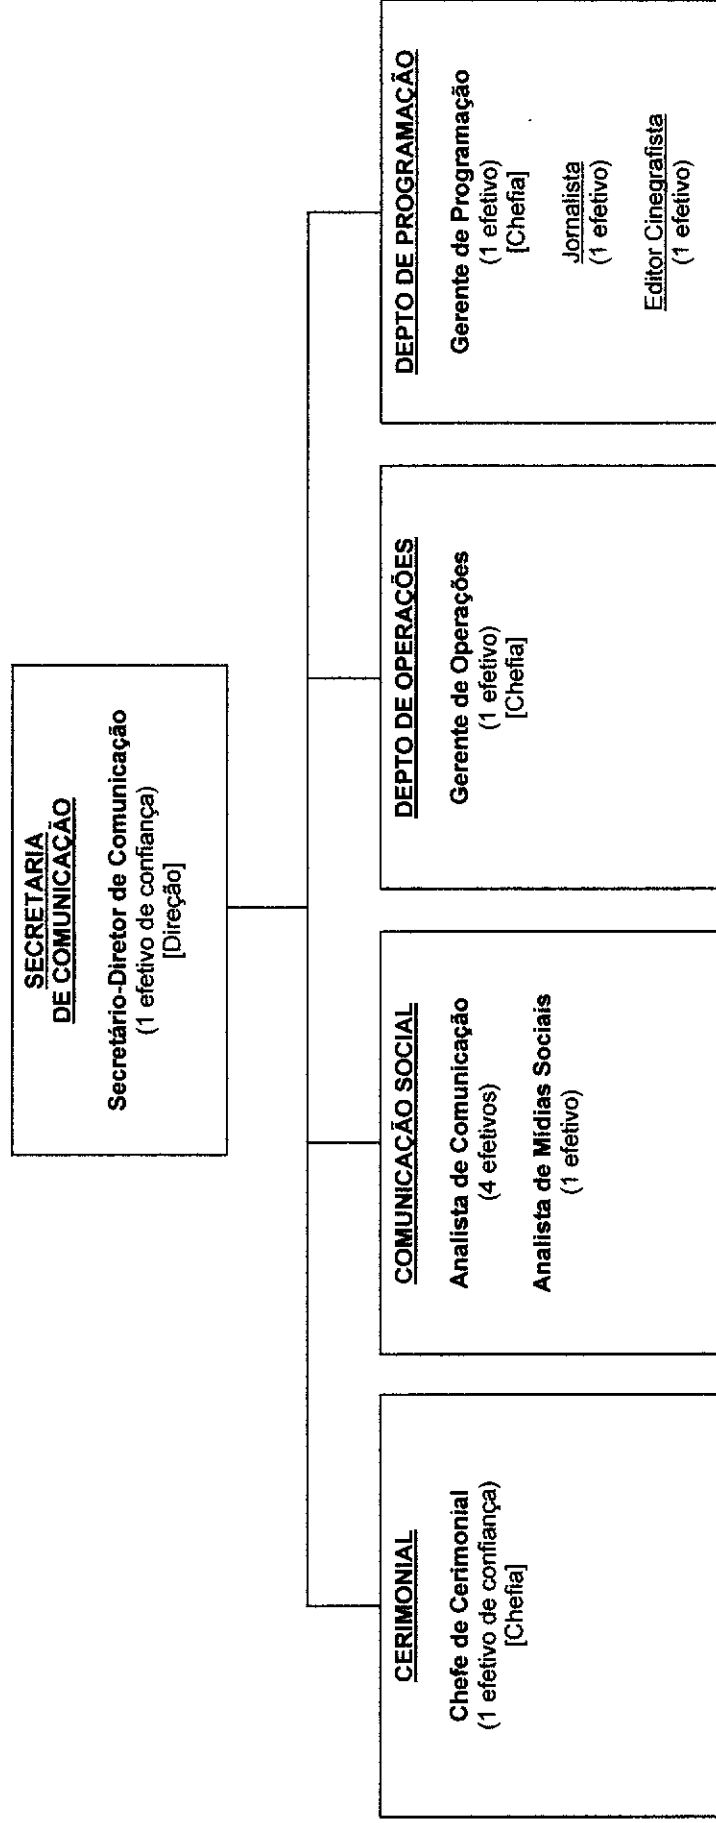 SECRETARIA
DE COMUNICAÇÃO
Secretário-Diretor de Comunicação
(1 efetivo de confiança)
[Direção]
CERIMONIAL
Chefe de Cerimonial
(1 efetivo de confiança)
[Chefia]
COMUNICAÇÃO SOCIAL
Analista de Comunicação
(4 efetivos)
Analista de Mídias Sociais
(1 efetivo)
DEPTO DE OPERAÇÕES
Gerente de Operações
(1 efetivo)
[Chefia]
DEPTO DE PROGRAMAÇÃO
Gerente de Programação
(1 efetivo)
[Chefia]
Jornalista
(1 efetivo)
Editor Cinegrafista
(1 efetivo)